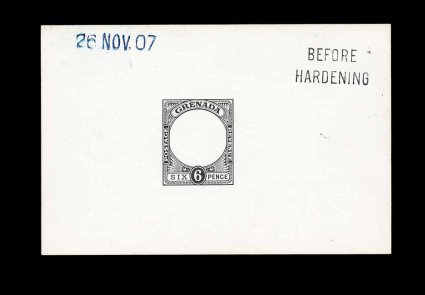 26 NOV. 07
BEFORE
HARDENING
GRENADA
POSTAGE
REVENUE
SIX 6 PENCE